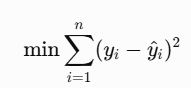 min ∑_{i=1}^{n} (y_i − ŷ_i)²